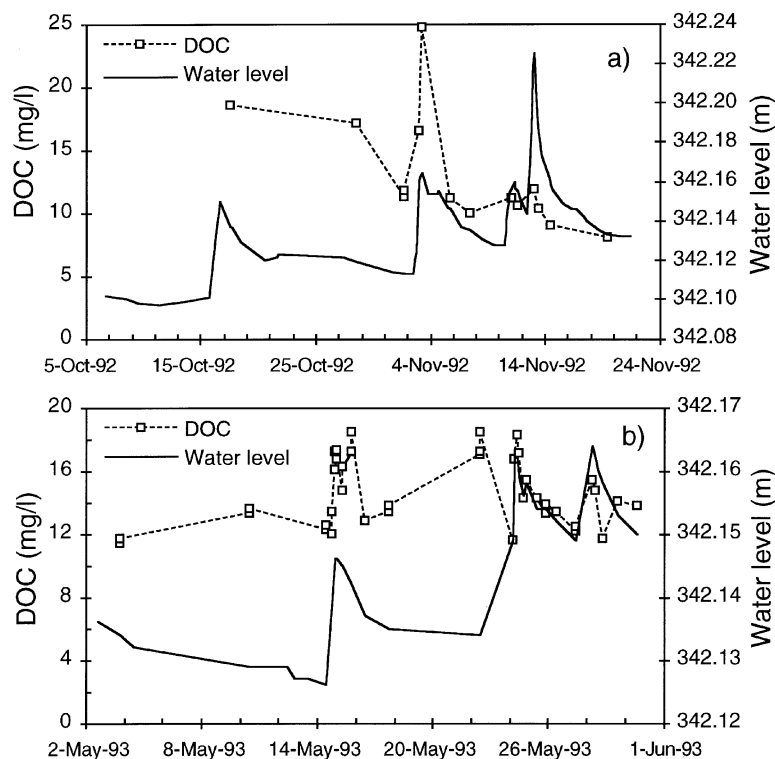 25
20
15
10
5
0
DOC (mg/l)
DOC
Water level
a)
342.24
342.22
342.20
342.18
342.16
342.14
342.12
342.10
342.08
Water level (m)
5-Oct-92 15-Oct-92 25-Oct-92 4-Nov-92 14-Nov-92 24-Nov-92
20
16
12
8
4
0
DOC (mg/l)
DOC
Water level
b)
342.17
342.16
342.15
342.14
342.13
342.12
Water level (m)
2-May-93 8-May-93 14-May-93 20-May-93 26-May-93 1-Jun-93